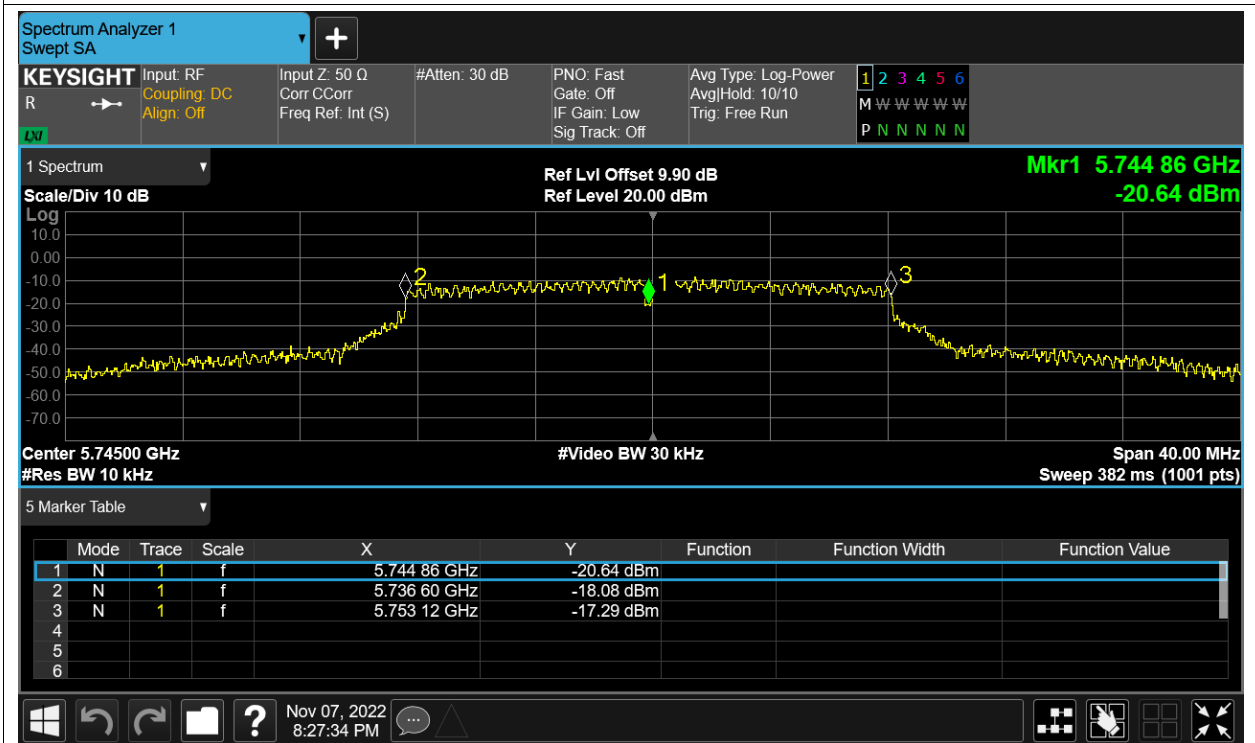 Spectrum Analyzer 1
Swept SA
+
KEYSIGHT Input: RF Input Z: 50 Ω #Atten: 30 dB PNO: Fast Avg Type: Log-Power 1 2 3 4 5 6
R Coupling: DC Corr CCorr Gate: Off Avg|Hold: 10/10 M W W W W W
Align: Off Freq Ref: Int (S) IF Gain: Low Trig: Free Run
LXI Sig Track: Off P N N N N N
1 Spectrum Ref Lvl Offset 9.90 dB Mkr1 5.744 86 GHz
Scale/Div 10 dB Ref Level 20.00 dBm -20.64 dBm
Log
10.0
0.00
-10.0 2 1 3
-20.0
-30.0
-40.0
-50.0
-60.0
-70.0
Center 5.74500 GHz #Video BW 30 kHz Span 40.00 MHz
#Res BW 10 kHz Sweep 382 ms (1001 pts)
5 Marker Table
Mode Trace Scale X Y Function Function Width Function Value
1 N 1 f 5.744 86 GHz -20.64 dBm
2 N 1 f 5.736 60 GHz -18.08 dBm
3 N 1 f 5.753 12 GHz -17.29 dBm
4
5
6
? Nov 07, 2022
8:27:34 PM